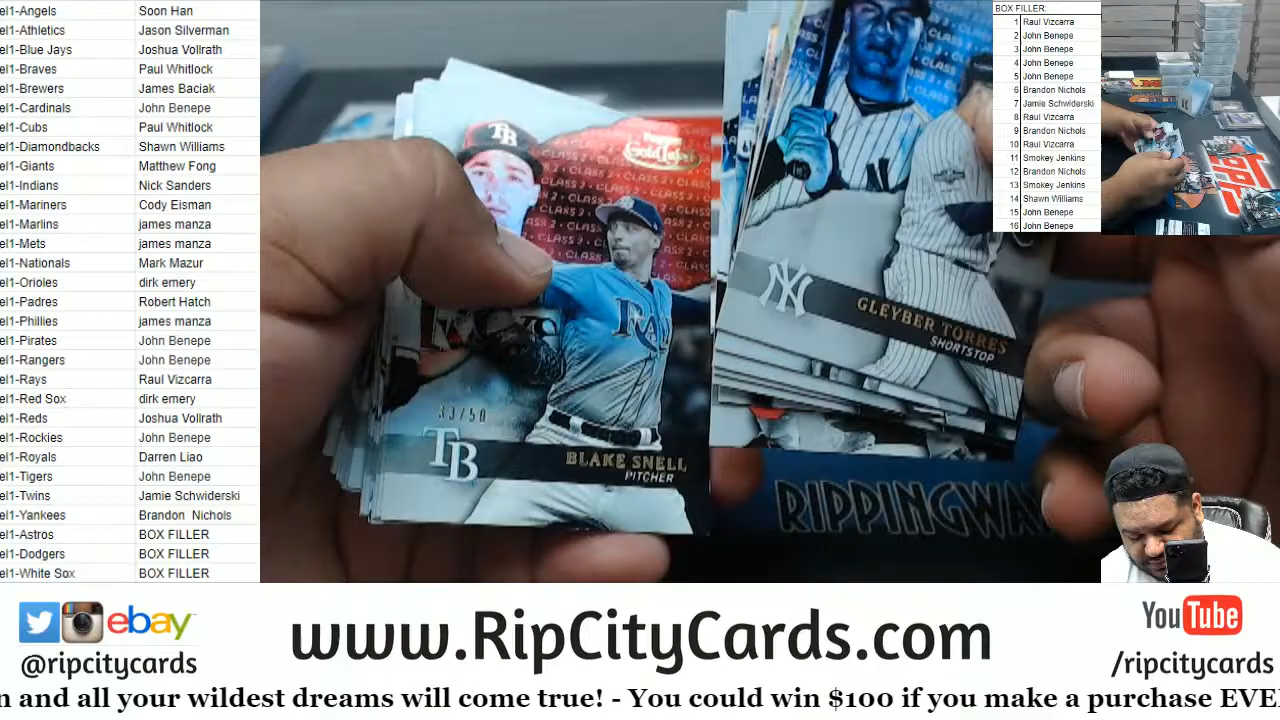 el1-Angels Soon Han
el1-Athletics Jason Silverman
el1-Blue Jays Joshua Vollrath
el1-Braves Paul Whitlock
el1-Brewers James Baciak
el1-Cardinals John Benepe
el1-Cubs Paul Whitlock
el1-Diamondbacks Shawn Williams
el1-Giants Matthew Fong
el1-Indians Nick Sanders
el1-Mariners Cody Eisman
el1-Marlins james manza
el1-Mets james manza
el1-Nationals Mark Mazur
el1-Orioles dirk emery
el1-Padres Robert Hatch
el1-Phillies james manza
el1-Pirates John Benepe
el1-Rangers John Benepe
el1-Rays Raul Vizcarra
el1-Red Sox dirk emery
el1-Reds Joshua Vollrath
el1-Rockies John Benepe
el1-Royals Darren Liao
el1-Tigers John Benepe
el1-Twins Jamie Schwiderski
el1-Yankees Brandon Nichols
el1-Astros BOX FILLER
el1-Dodgers BOX FILLER
el1-White Sox BOX FILLER
TB
Gold Label
CLASS 2
RAYS
33/50
TB
BLAKE SNELL
PITCHER
CLASS
NY
GLEYBER TORRES
SHORTSTOP
RIPPINGWA
BOX FILLER:
1 Raul Vizcarra
2 John Benepe
3 John Benepe
4 John Benepe
5 John Benepe
6 Brandon Nichols
7 Jamie Schwiderski
8 Raul Vizcarra
9 Brandon Nichols
10 Raul Vizcarra
11 Smokey Jenkins
12 Brandon Nichols
13 Smokey Jenkins
14 Shawn Williams
15 John Benepe
16 John Benepe
ebay
@ripcitycards
www.RipCityCards.com
YouTube
/ripcitycards
n and all your wildest dreams will come true! - You could win $100 if you make a purchase EVE